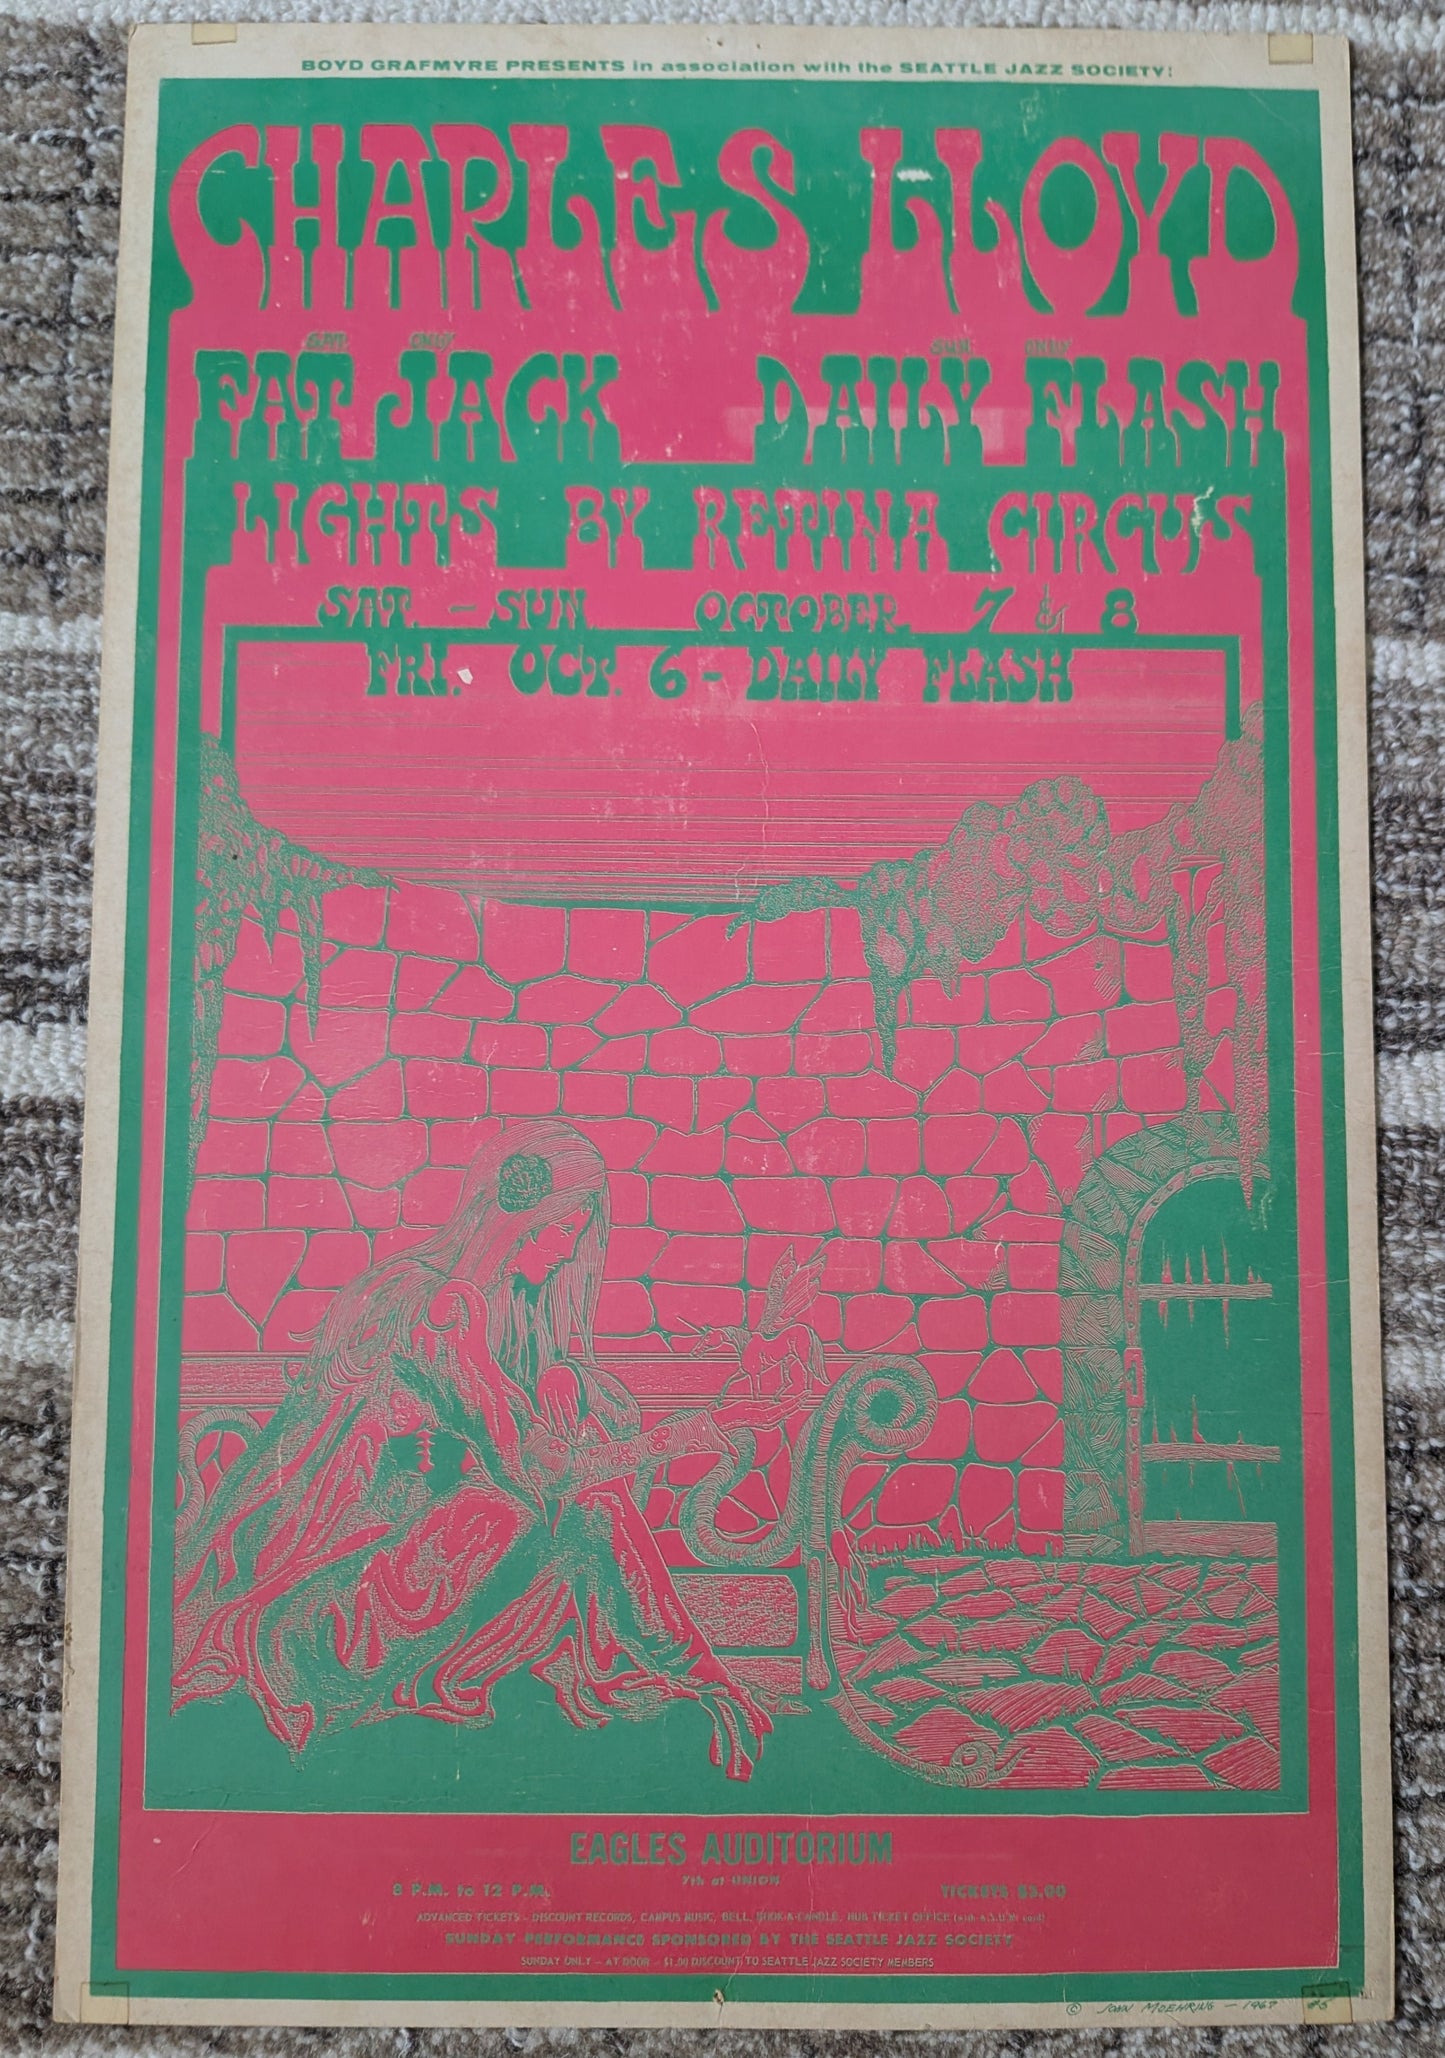 BOYD GRAFMYRE PRESENTS in association with the SEATTLE JAZZ SOCIETY:
CHARLES LLOYD
SAT. ONLY SUN. ONLY
FAT JACK DAILY FLASH
LIGHTS BY RETINA CIRCUS
SAT. - SUN. OCTOBER 7 & 8
FRI. OCT. 6 - DAILY FLASH
EAGLES AUDITORIUM
7th at UNION
8 P.M. to 12 P.M. TICKETS $3.00
ADVANCED TICKETS - DISCOUNT RECORDS, CAMPUS MUSIC, BELL, BOOK-A-CANDLE, HUB TICKET OFFICE
SUNDAY PERFORMANCE SPONSORED BY THE SEATTLE JAZZ SOCIETY
SUNDAY ONLY - AT DOOR - $1.00 DISCOUNT TO SEATTLE JAZZ SOCIETY MEMBERS
© JOHN MOEHRING - 1967 #5